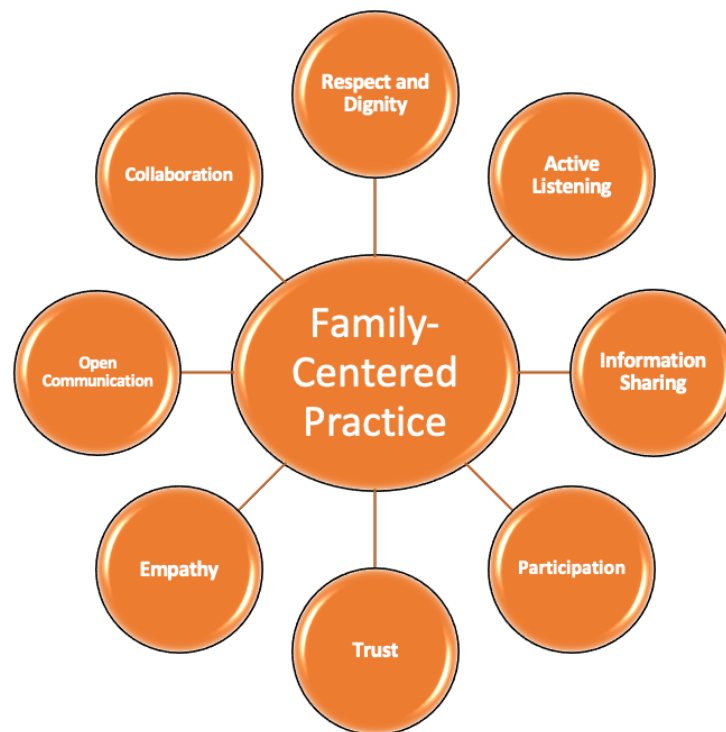 Respect and
Dignity
Active
Listening
Information
Sharing
Participation
Trust
Empathy
Open
Communication
Collaboration
Family-
Centered
Practice